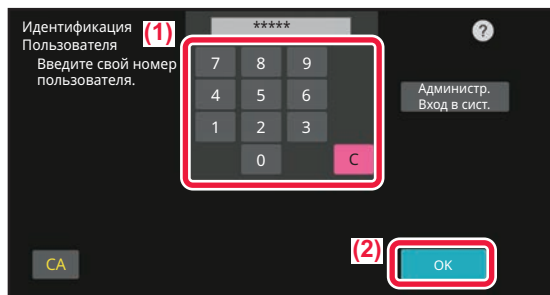 Идентификация
Пользователя
(1)
*****
?
Введите свой номер
пользователя.
7 8 9
4 5 6
1 2 3
0 C
Администр.
Вход в сист.
(2)
CA
OK